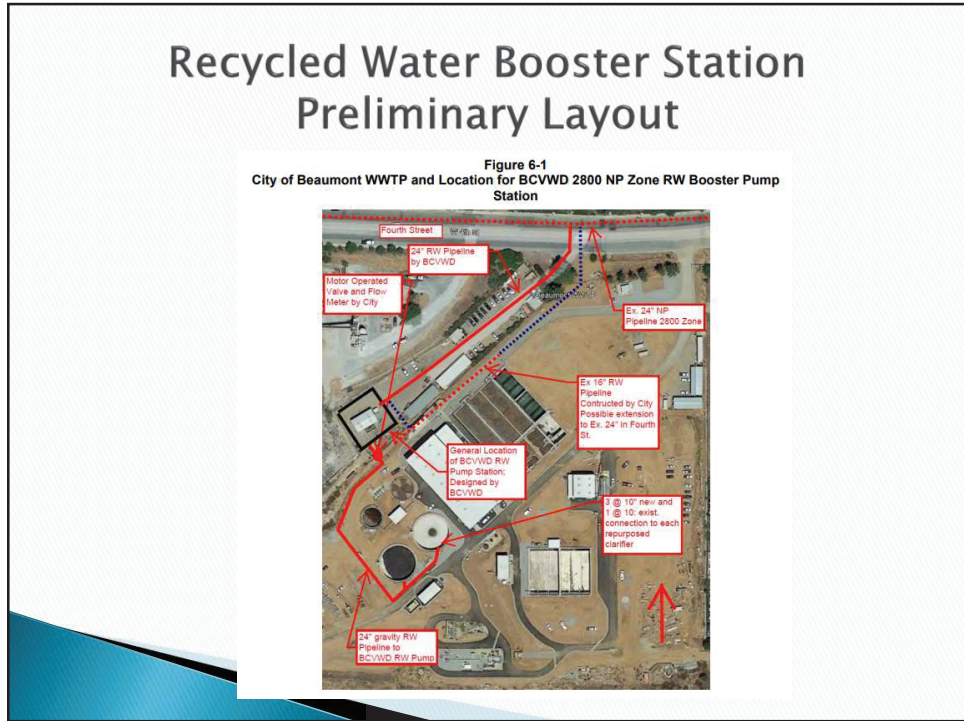 Recycled Water Booster Station
Preliminary Layout
Figure 6-1
City of Beaumont WWTP and Location for BCVWD 2800 NP Zone RW Booster Pump
Station
Fourth Street
W 4th St
24" RW Pipeline
by BCVWD
Motor Operated
Valve and Flow
Meter by City
Beaumont WWTP
Ex. 24" NP
Pipeline 2800 Zone
Ex 16" RW
Pipeline
Contructed by City
Possible extension
to Ex. 24" in Fourth
St.
General Location
of BCVWD RW
Pump Station;
Designed by
BCVWD
3 @ 10" new and
1 @ 10: exist.
connection to each
repurposed
clarifier
24" gravity RW
Pipeline to
BCVWD RW Pump